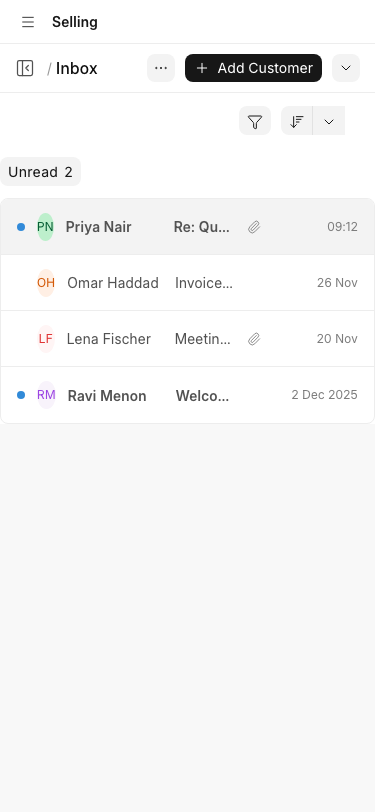 Selling
/ Inbox
Add Customer
Unread 2
PN Priya Nair Re: Qu... 09:12
OH Omar Haddad Invoice... 26 Nov
LF Lena Fischer Meetin... 20 Nov
RM Ravi Menon Welco... 2 Dec 2025